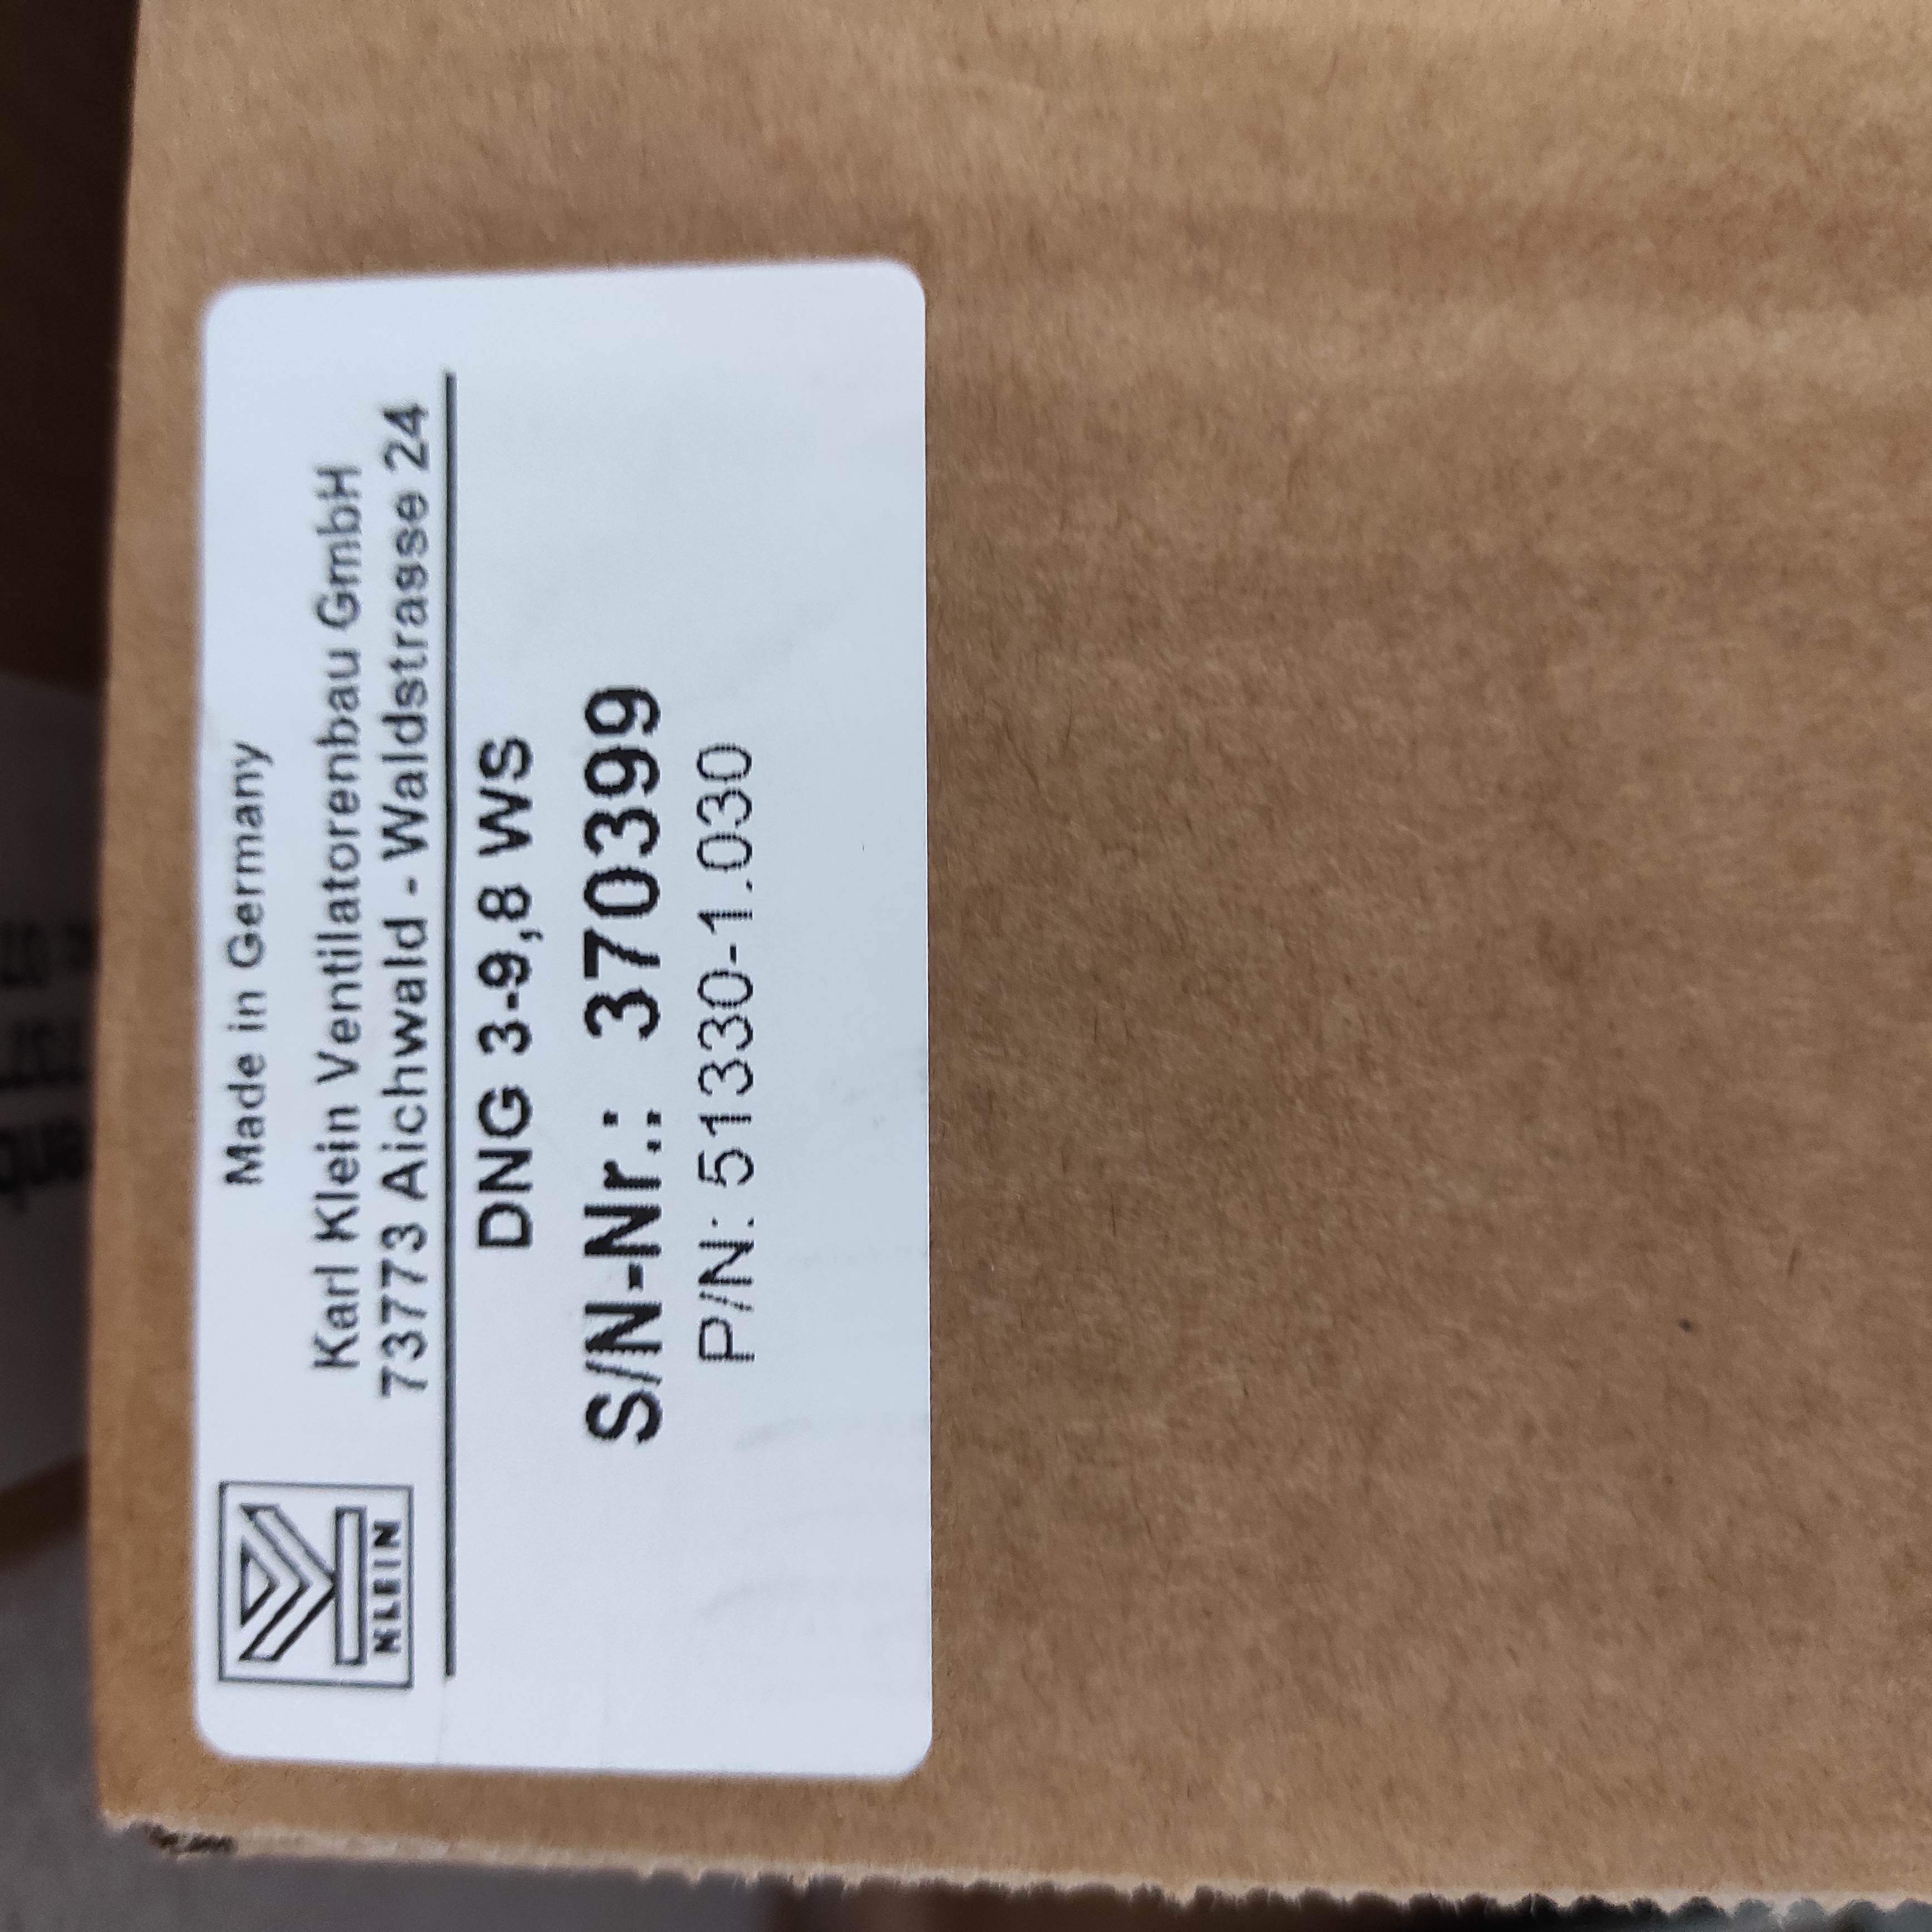 Made in Germany
KLEIN
Karl Klein Ventilatorenbau GmbH
73773 Aichwald - Waldstrasse 24
DNG 3-9,8 WS
S/N-Nr.: 370399
P/N: 51330-1.030